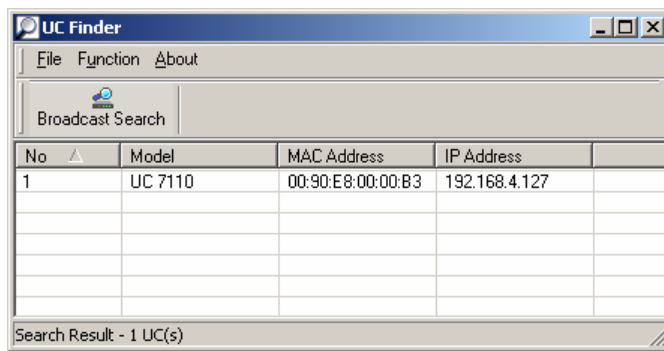 UC Finder
File Function About
Broadcast Search
No Model MAC Address IP Address
1 UC 7110 00:90:E8:00:00:B3 192.168.4.127
Search Result - 1 UC(s)